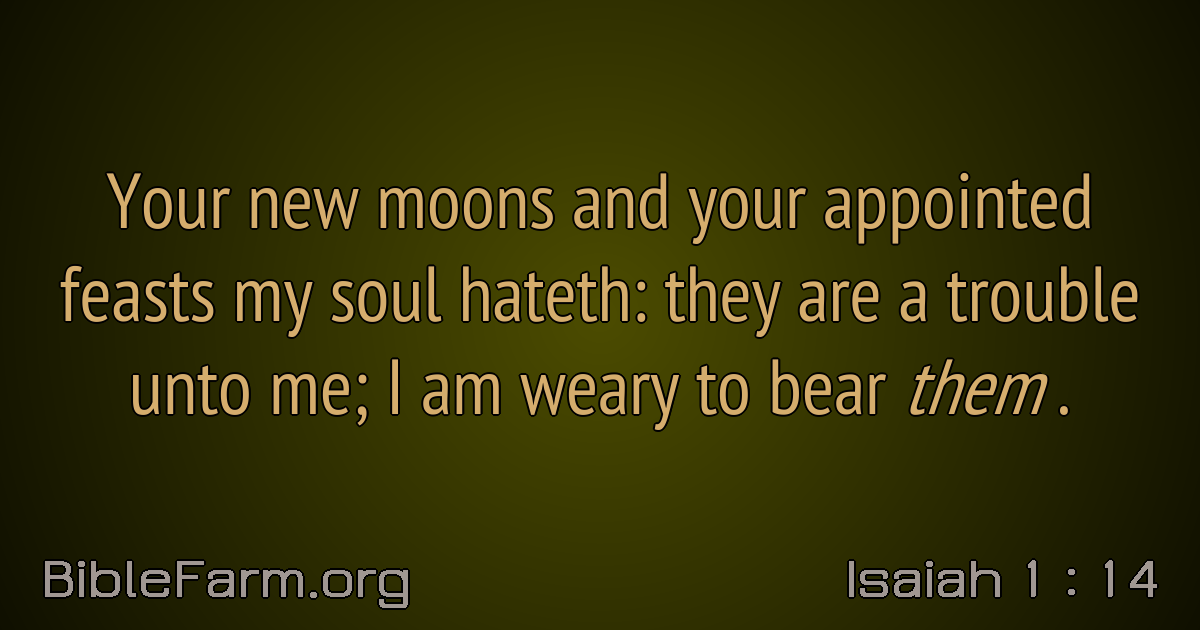 Your new moons and your appointed
feasts my soul hateth: they are a trouble
unto me; I am weary to bear them .
BibleFarm.org
Isaiah 1 : 14